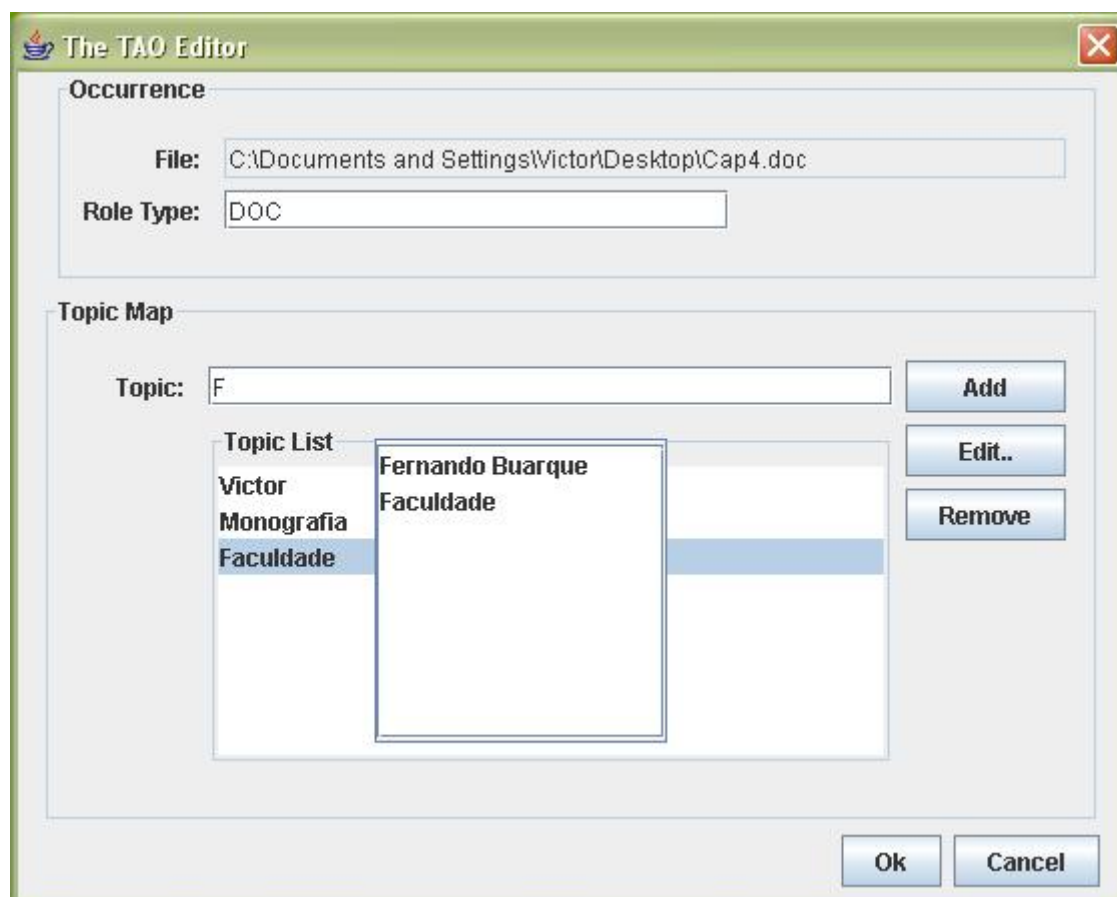 The TAO Editor
Occurrence
File: C:\Documents and Settings\Victor\Desktop\Cap4.doc
Role Type: DOC
Topic Map
Topic: F
Add
Topic List
Edit..
Fernando Buarque
Victor
Faculdade
Remove
Monografia
Faculdade
Ok Cancel